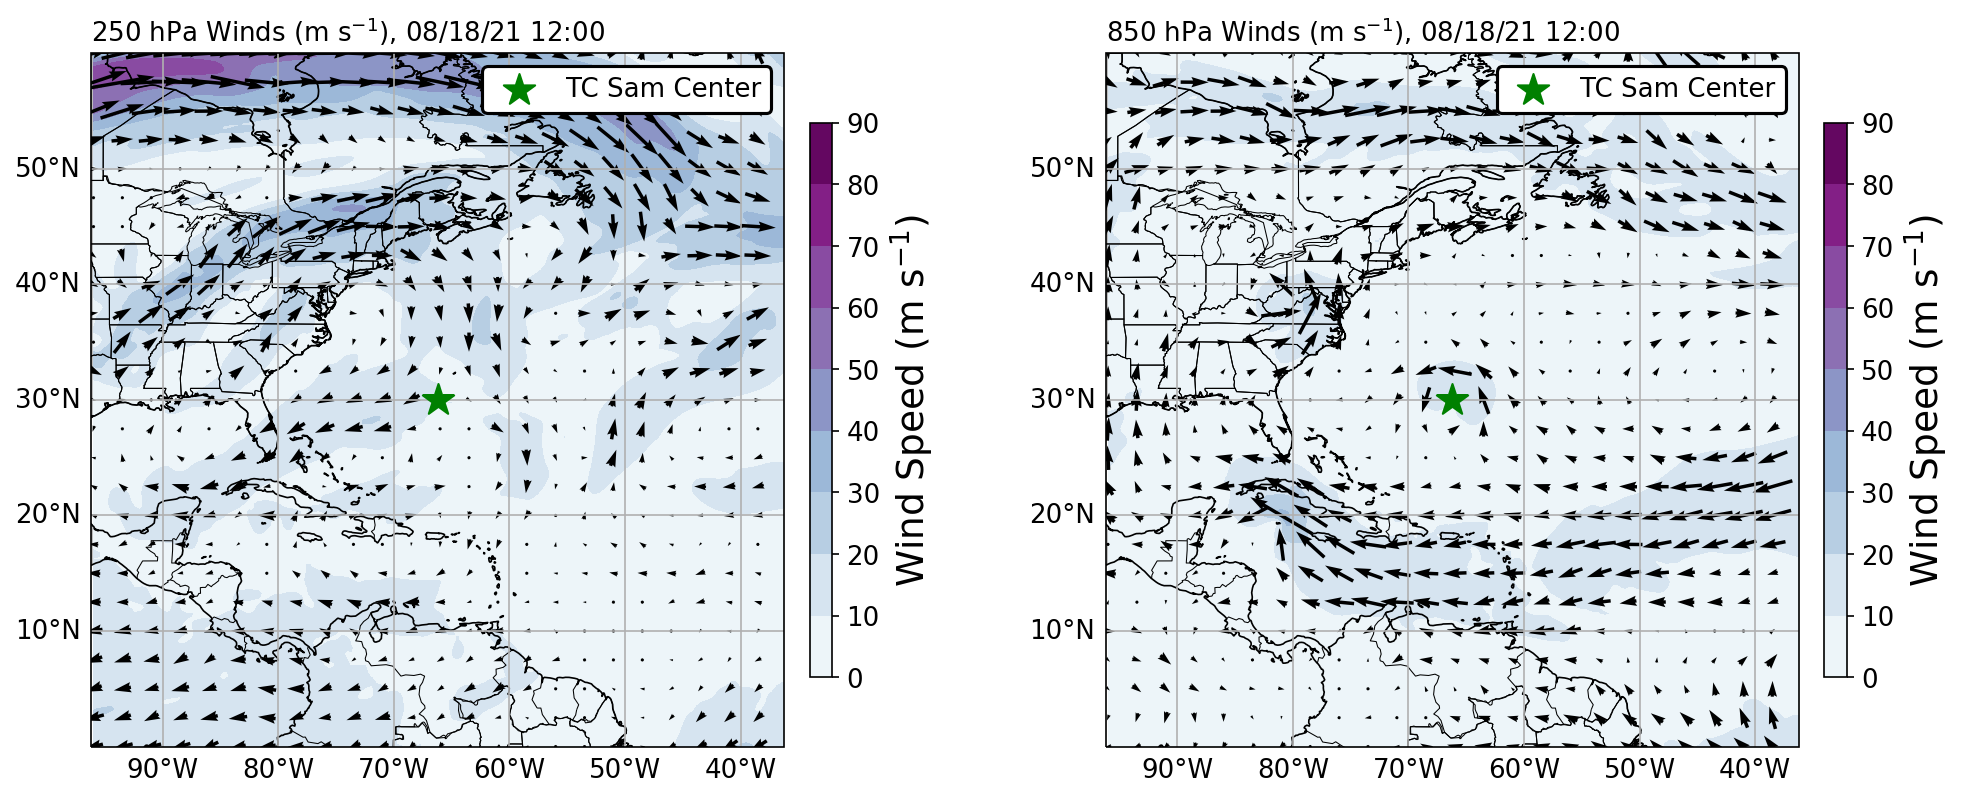 250 hPa Winds (m s⁻¹), 08/18/21 12:00
TC Sam Center
50°N
40°N
30°N
20°N
10°N
90°W 80°W 70°W 60°W 50°W 40°W
90
80
70
60
50
40
30
20
10
0
Wind Speed (m s⁻¹)
850 hPa Winds (m s⁻¹), 08/18/21 12:00
TC Sam Center
50°N
40°N
30°N
20°N
10°N
90°W 80°W 70°W 60°W 50°W 40°W
90
80
70
60
50
40
30
20
10
0
Wind Speed (m s⁻¹)